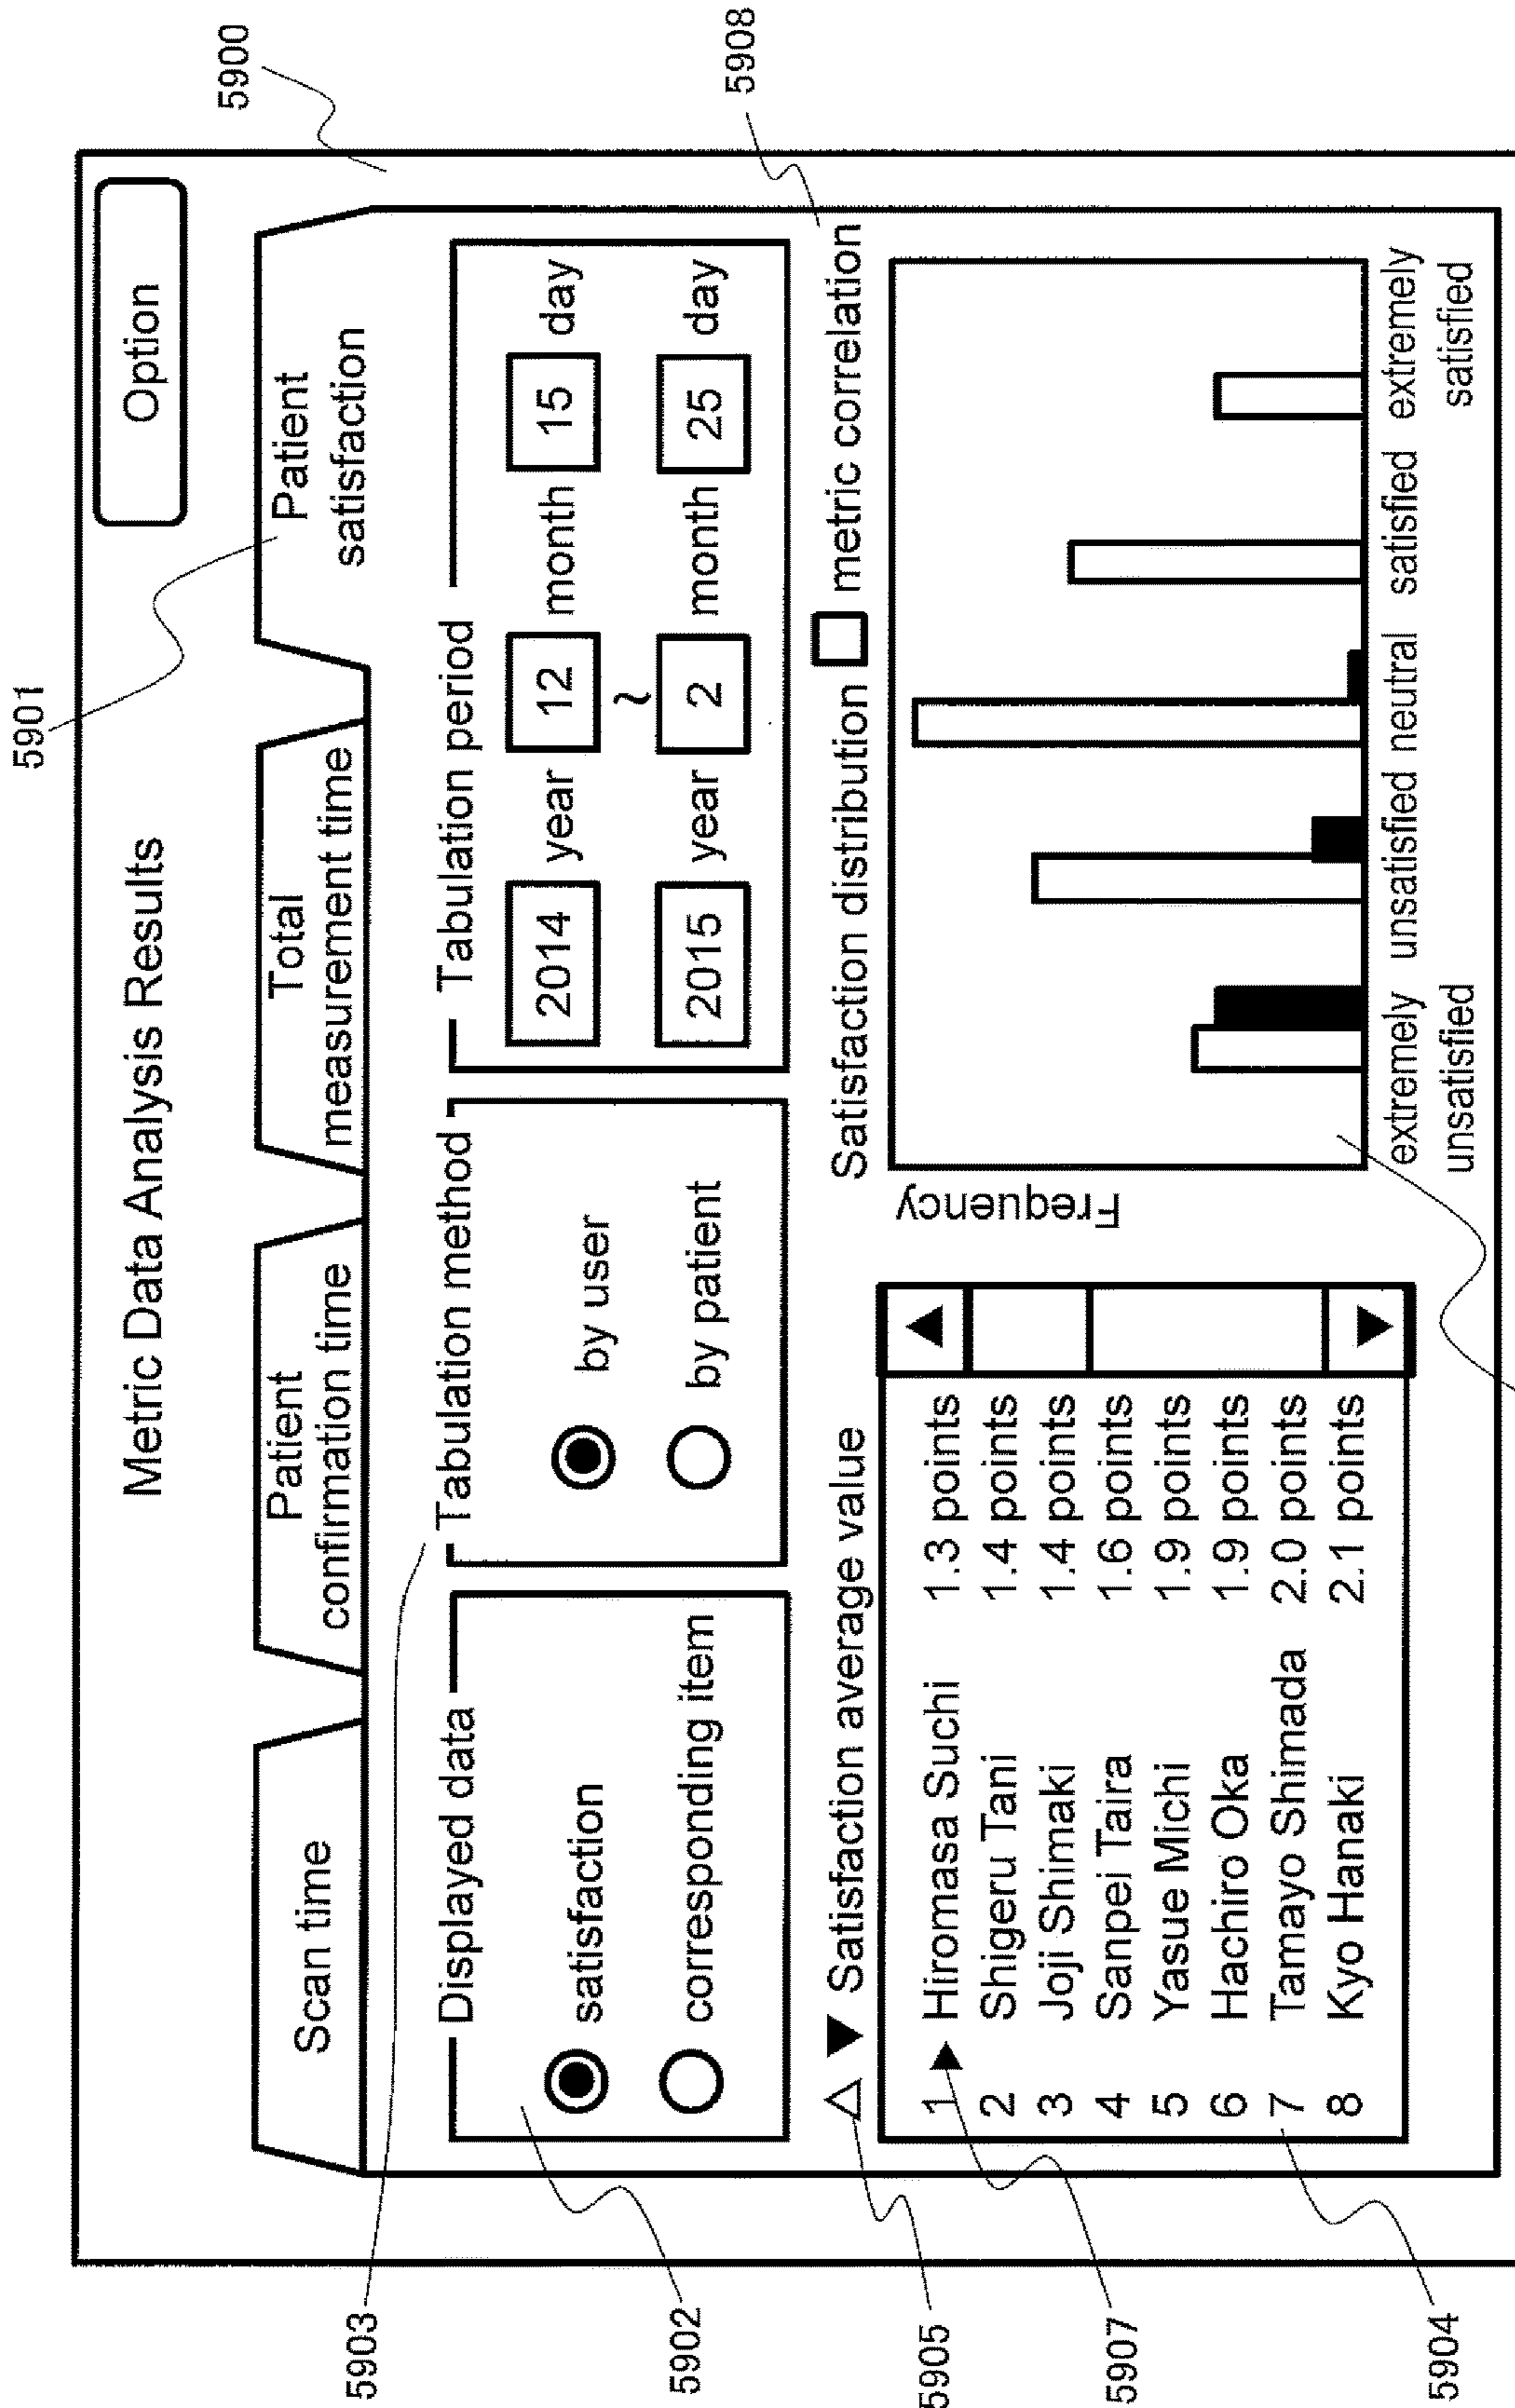 5900
5901
Metric Data Analysis Results
Option
Scan time
Patient
confirmation time
Total
measurement time
Patient
satisfaction
5903
Displayed data
satisfaction
corresponding item
5902
Tabulation method
by user
by patient
Tabulation period
2014 year 12 month 15 day
~
2015 year 2 month 25 day
5908
5905
△ ▼ Satisfaction average value
1 ▲ Hiromasa Suchi 1.3 points
2 Shigeru Tani 1.4 points
3 Joji Shimaki 1.4 points
4 Sanpei Taira 1.6 points
5 Yasue Michi 1.9 points
6 Hachiro Oka 1.9 points
7 Tamayo Shimada 2.0 points
8 Kyo Hanaki 2.1 points
▲
▼
5907
5904
Satisfaction distribution □ metric correlation
Frequency
extremely
unsatisfied
unsatisfied
neutral
satisfied
extremely
satisfied